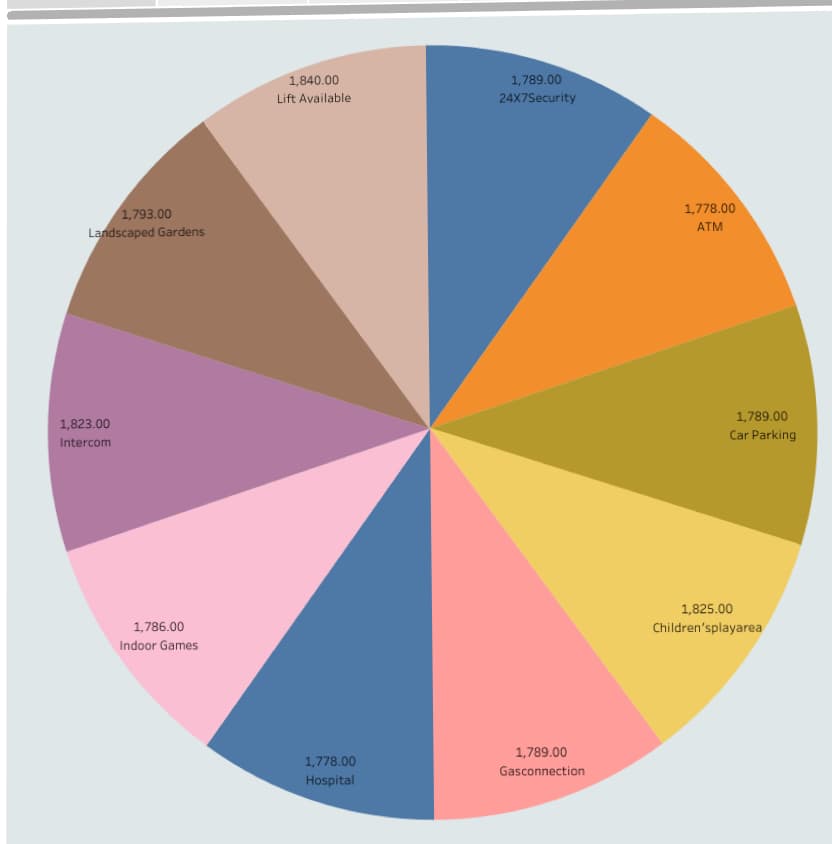 1,840.00
Lift Available
1,789.00
24X7Security
1,793.00
Landscaped Gardens
1,778.00
ATM
1,823.00
Intercom
1,789.00
Car Parking
1,786.00
Indoor Games
1,825.00
Children'splayarea
1,778.00
Hospital
1,789.00
Gasconnection